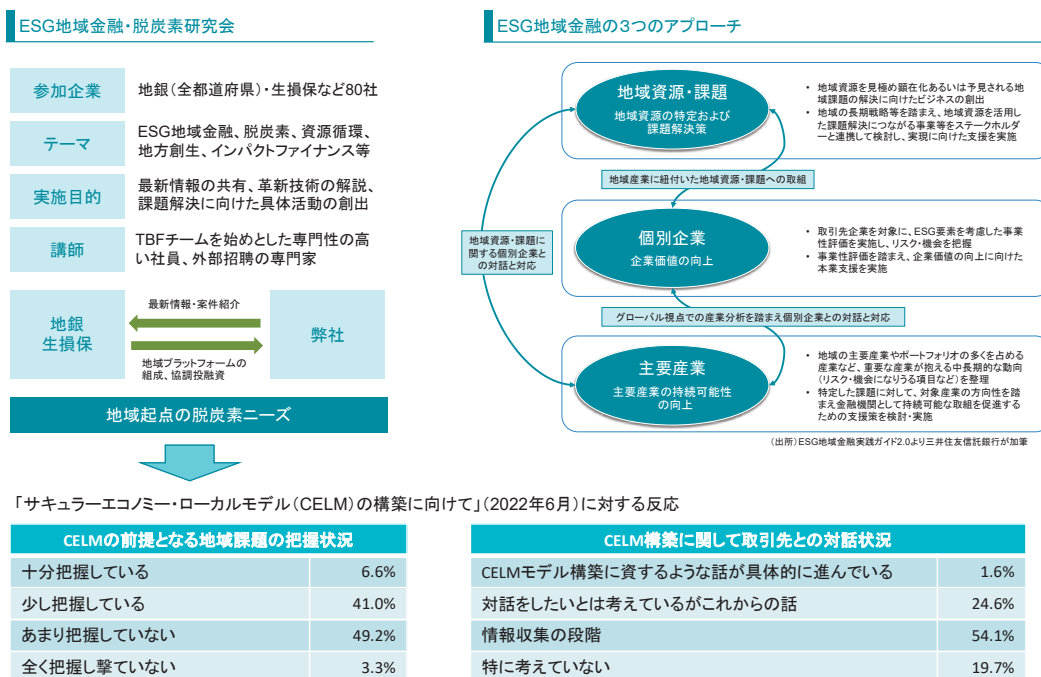 ESG地域金融・脱炭素研究会
参加企業
地銀（全都道府県）・生損保など80社
テーマ
ESG地域金融、脱炭素、資源循環、
地方創生、インパクトファイナンス等
実施目的
最新情報の共有、革新技術の解説、
課題解決に向けた具体活動の創出
講師
TBFチームを始めとした専門性の高
い社員、外部招聘の専門家
地銀
生損保
最新情報・案件紹介
地域プラットフォームの
組成、協調投融資
弊社
地域起点の脱炭素ニーズ
ESG地域金融の3つのアプローチ
地域資源・課題
地域資源の特定および
課題解決策
• 地域資源を見極め顕在化あるいは予見される地
域課題の解決に向けたビジネスの創出
• 地域の長期戦略等を踏まえ、地域資源を活用し
た課題解決につながる事業等をステークホルダ
ーと連携して検討し、実現に向けた支援を実施
地域産業に紐付いた地域資源・課題への取組
地域資源・課題に
関する個別企業と
の対話と対応
個別企業
企業価値の向上
• 取引先企業を対象に、ESG要素を考慮した事業
性評価を実施し、リスク・機会を把握
• 事業性評価を踏まえ、企業価値の向上に向けた
本業支援を実施
グローバル視点での産業分析を踏まえ個別企業との対話と対応
主要産業
主要産業の持続可能性
の向上
• 地域の主要産業やポートフォリオの多くを占める
産業など、重要な産業が抱える中長期的な動向
（リスク・機会になりうる項目など）を整理
• 特定した課題に対して、対象産業の方向性を踏
まえ金融機関として持続可能な取組を促進する
ための支援策を検討・実施
（出所）ESG地域金融実践ガイド2.0より三井住友信託銀行が加筆
「サキュラーエコノミー・ローカルモデル（CELM）の構築に向けて」（2022年6月）に対する反応
CELMの前提となる地域課題の把握状況
十分把握している 6.6%
少し把握している 41.0%
あまり把握していない 49.2%
全く把握し撃ていない 3.3%
CELM構築に関して取引先との対話状況
CELMモデル構築に資するような話が具体的に進んでいる 1.6%
対話をしたいとは考えているがこれからの話 24.6%
情報収集の段階 54.1%
特に考えていない 19.7%